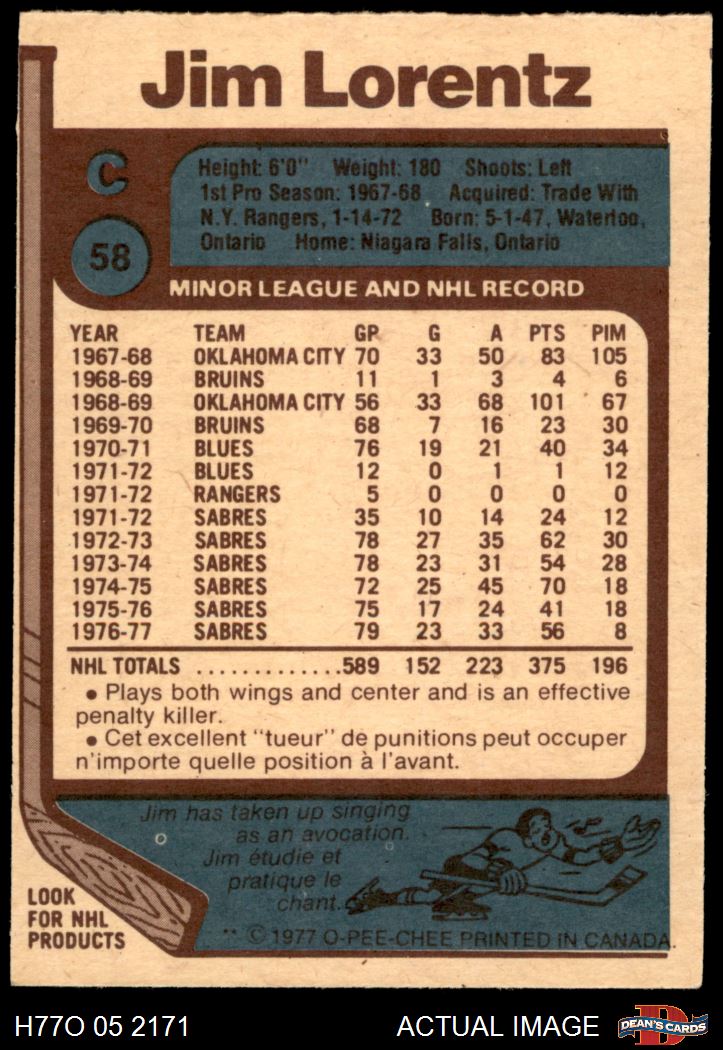 Jim Lorentz
C
58
Height: 6'0" Weight: 180 Shoots: Left
1st Pro Season: 1967-68 Acquired: Trade With
N.Y. Rangers, 1-14-72 Born: 5-1-47, Waterloo,
Ontario Home: Niagara Falls, Ontario
MINOR LEAGUE AND NHL RECORD
YEAR TEAM GP G A PTS PIM
1967-68 OKLAHOMA CITY 70 33 50 83 105
1968-69 BRUINS 11 1 3 4 6
1968-69 OKLAHOMA CITY 56 33 68 101 67
1969-70 BRUINS 68 7 16 23 30
1970-71 BLUES 76 19 21 40 34
1971-72 BLUES 12 0 1 1 12
1971-72 RANGERS 5 0 0 0 0
1971-72 SABRES 35 10 14 24 12
1972-73 SABRES 78 27 35 62 30
1973-74 SABRES 78 23 31 54 28
1974-75 SABRES 72 25 45 70 18
1975-76 SABRES 75 17 24 41 18
1976-77 SABRES 79 23 33 56 8
NHL TOTALS .............589 152 223 375 196
• Plays both wings and center and is an effective
penalty killer.
• Cet excellent "tueur" de punitions peut occuper
n'importe quelle position à l'avant.
Jim has taken up singing
as an avocation.
Jim étudie et
pratique le
chant.
LOOK
FOR NHL
PRODUCTS
** © 1977 O-PEE-CHEE PRINTED IN CANADA.
H77O 05 2171 ACTUAL IMAGE DEAN'S CARDS